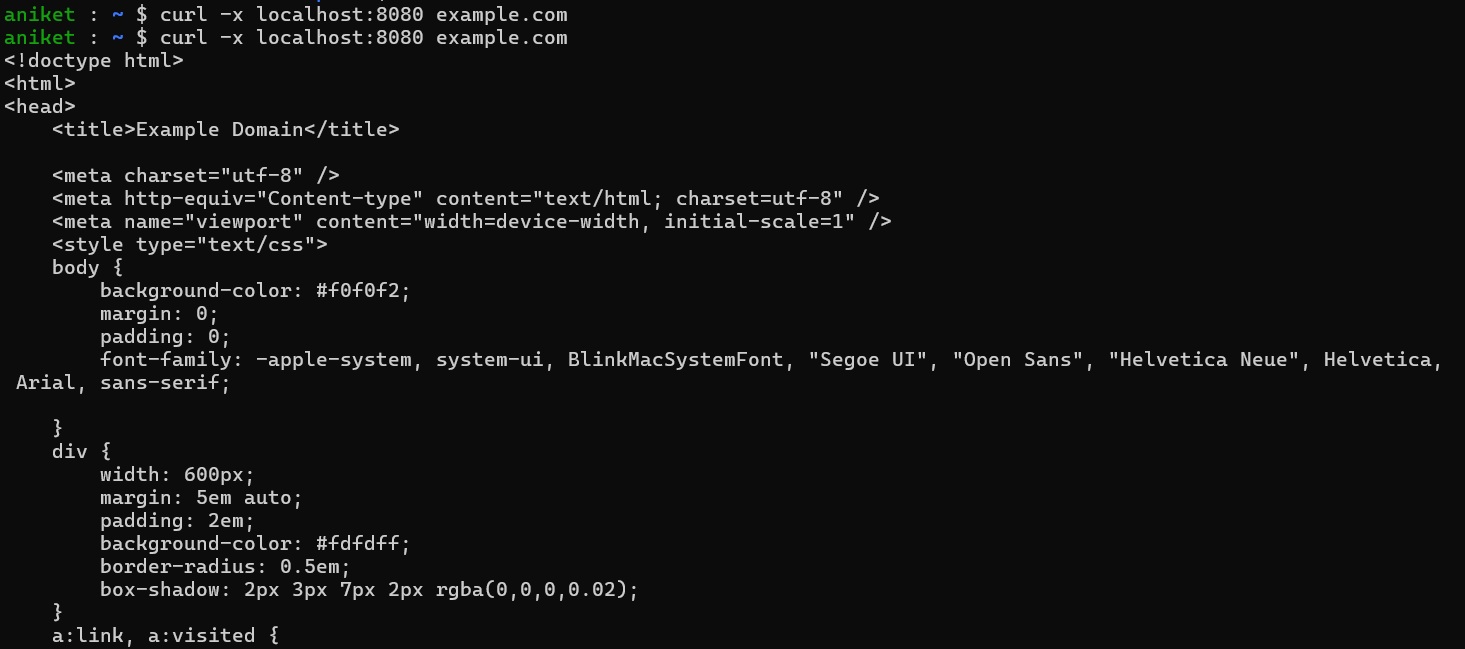 aniket : ~ $ curl -x localhost:8080 example.com
aniket : ~ $ curl -x localhost:8080 example.com
<!doctype html>
<html>
<head>
    <title>Example Domain</title>

    <meta charset="utf-8" />
    <meta http-equiv="Content-type" content="text/html; charset=utf-8" />
    <meta name="viewport" content="width=device-width, initial-scale=1" />
    <style type="text/css">
    body {
        background-color: #f0f0f2;
        margin: 0;
        padding: 0;
        font-family: -apple-system, system-ui, BlinkMacSystemFont, "Segoe UI", "Open Sans", "Helvetica Neue", Helvetica,
 Arial, sans-serif;

    }
    div {
        width: 600px;
        margin: 5em auto;
        padding: 2em;
        background-color: #fdfdff;
        border-radius: 0.5em;
        box-shadow: 2px 3px 7px 2px rgba(0,0,0,0.02);
    }
    a:link, a:visited {